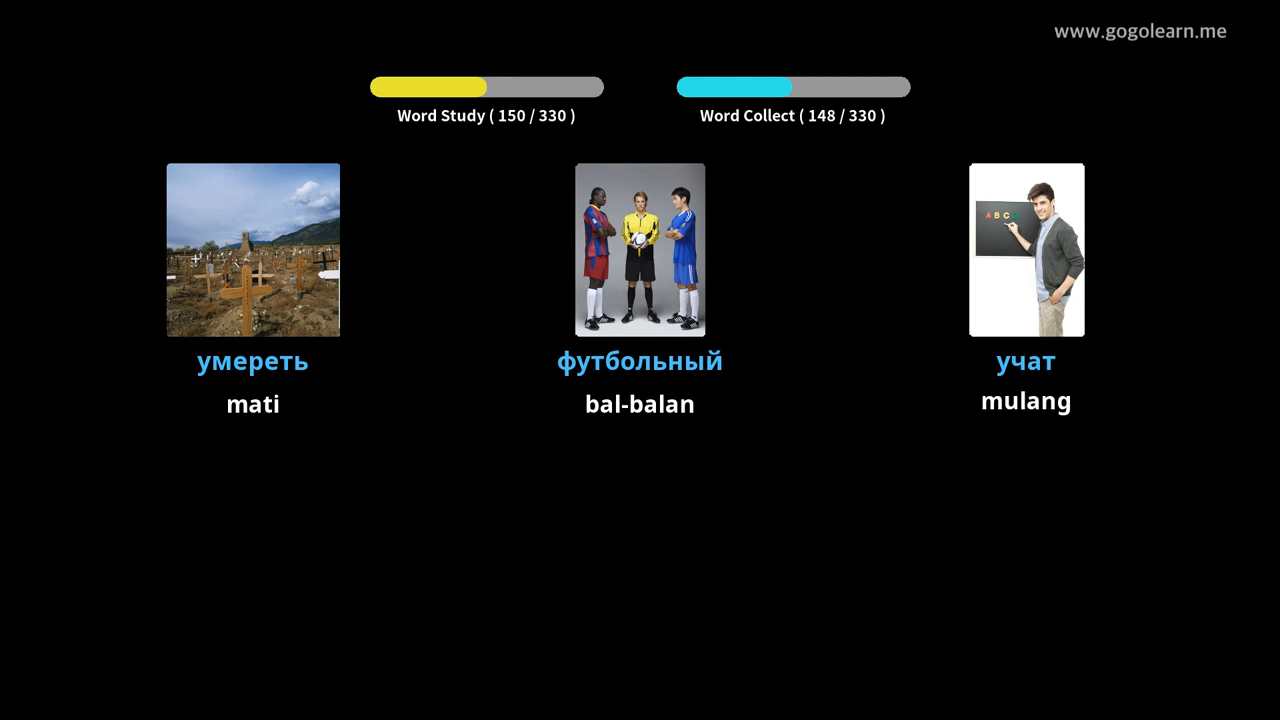 www.gogolearn.me
Word Study ( 150 / 330 )
Word Collect ( 148 / 330 )
A B C D
умереть
футбольный
учат
mati
bal-balan
mulang